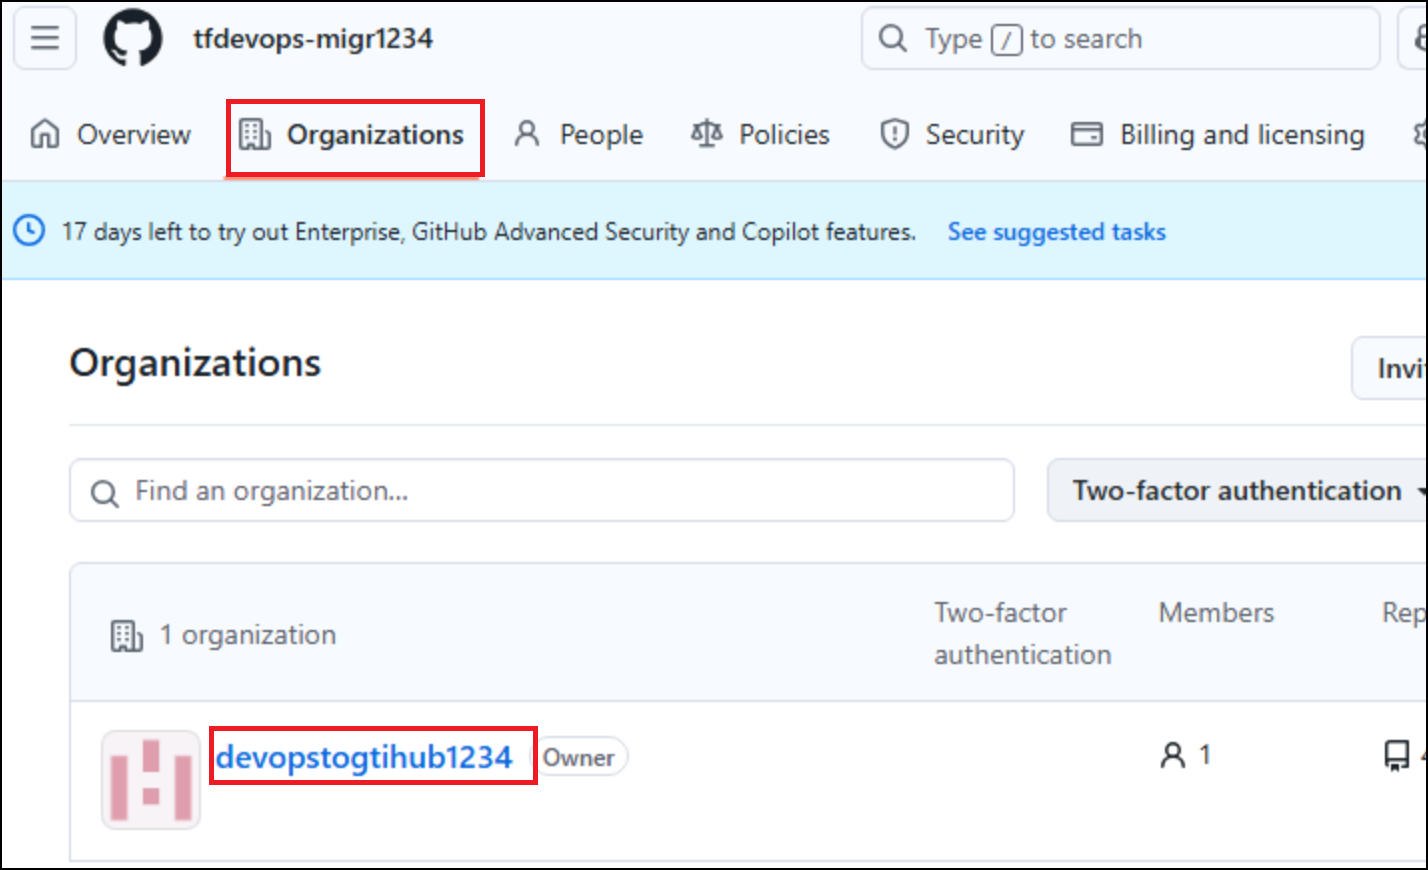 tfdevops-migr1234
Type / to search
Overview
Organizations
People
Policies
Security
Billing and licensing
17 days left to try out Enterprise, GitHub Advanced Security and Copilot features. See suggested tasks
Organizations
Find an organization...
Two-factor authentication
1 organization
Two-factor
authentication
Members
devopstogtihub1234
Owner
1